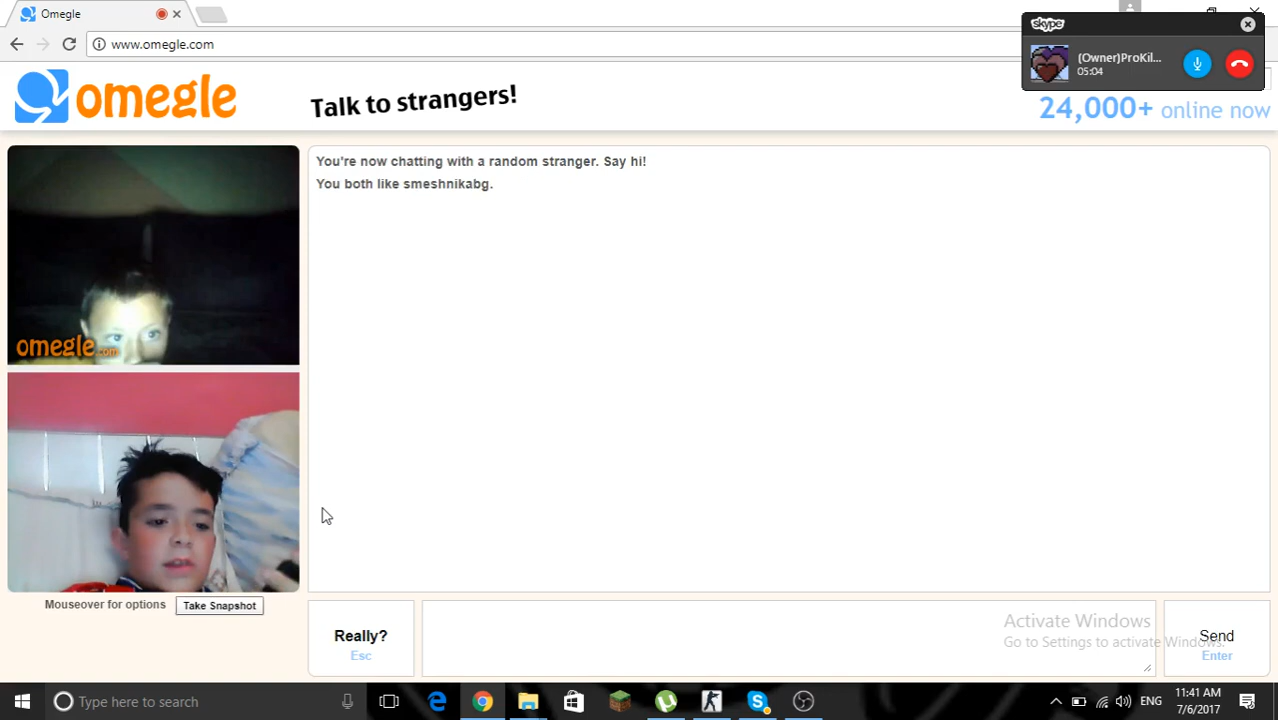 Omegle
www.omegle.com
skype
(Owner)ProKil...
05:04
omegle
Talk to strangers!
24,000+ online now
You're now chatting with a random stranger. Say hi!
You both like smeshnikabg.
omegle.com
Mouseover for options
Take Snapshot
Really?
Esc
Activate Windows
Go to Settings to activate Windows.
Send
Enter
Type here to search
ENG
11:41 AM
7/6/2017